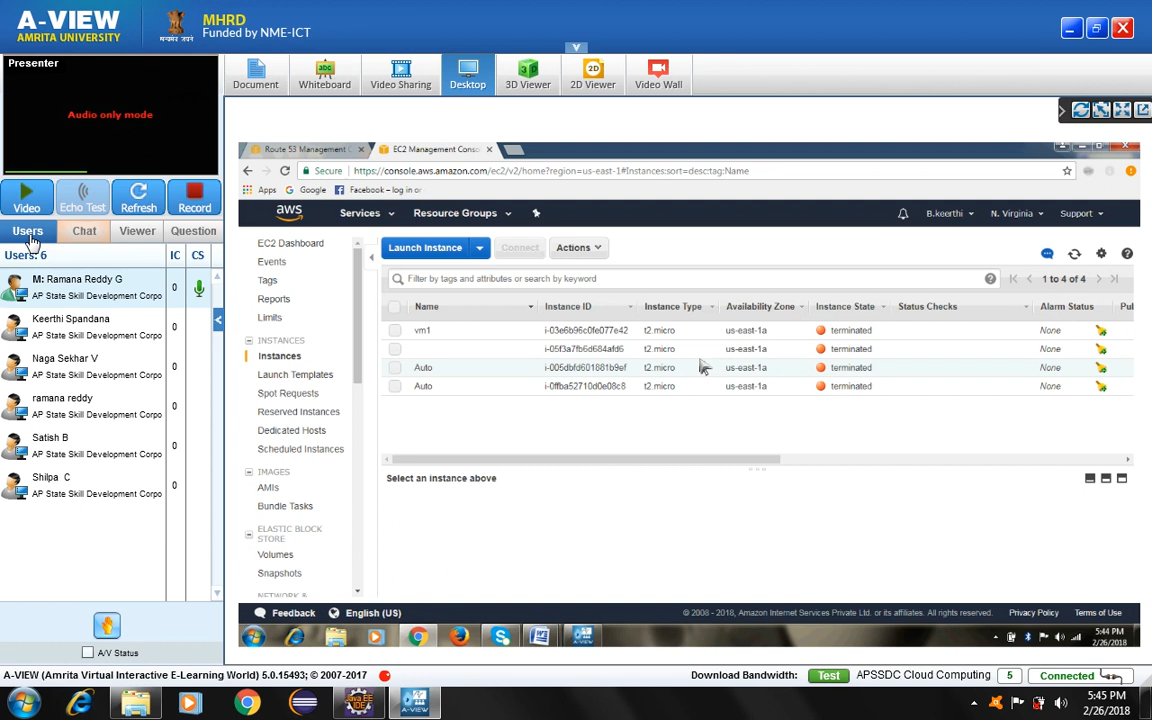 A-VIEW
AMRITA UNIVERSITY
MHRD
Funded by NME-ICT
Presenter
Audio only mode
Document
Whiteboard
Video Sharing
Desktop
3D Viewer
2D Viewer
Video Wall
Video
Echo Test
Refresh
Record
Users
Chat
Viewer
Question
Users: 6
IC
CS
M: Ramana Reddy G
AP State Skill Development Corpo
0
Keerthi Spandana
AP State Skill Development Corpo
0
Naga Sekhar V
AP State Skill Development Corpo
0
ramana reddy
AP State Skill Development Corpo
0
Satish B
AP State Skill Development Corpo
0
Shilpa C
AP State Skill Development Corpo
0
A/V Status
Route 53 Management C
EC2 Management Conso
Secure
https://console.aws.amazon.com/ec2/v2/home?region=us-east-1#Instances:sort=desc:tag:Name
Apps
Google
Facebook – log in or
aws
Services
Resource Groups
B.keerthi
N. Virginia
Support
EC2 Dashboard
Events
Tags
Reports
Limits
INSTANCES
Instances
Launch Templates
Spot Requests
Reserved Instances
Dedicated Hosts
Scheduled Instances
IMAGES
AMIs
Bundle Tasks
ELASTIC BLOCK
STORE
Volumes
Snapshots
NETWORK &
Launch Instance
Connect
Actions
Filter by tags and attributes or search by keyword
1 to 4 of 4
Name Instance ID Instance Type Availability Zone Instance State Status Checks Alarm Status Pul
vm1 i-03e6b96c0fe077e42 t2.micro us-east-1a terminated None
i-05f3a7fb6d684afd6 t2.micro us-east-1a terminated None
Auto i-005dbfd601881b9ef t2.micro us-east-1a terminated None
Auto i-0ffba52710d0e08c8 t2.micro us-east-1a terminated None
Select an instance above
Feedback
English (US)
© 2008 - 2018, Amazon Internet Services Private Ltd. or its affiliates. All rights reserved.
Privacy Policy
Terms of Use
5:44 PM
2/26/2018
A-VIEW (Amrita Virtual Interactive E-Learning World) 5.0.15493; © 2007-2017
Download Bandwidth:
Test
APSSDC Cloud Computing
5
Connected
5:45 PM
2/26/2018